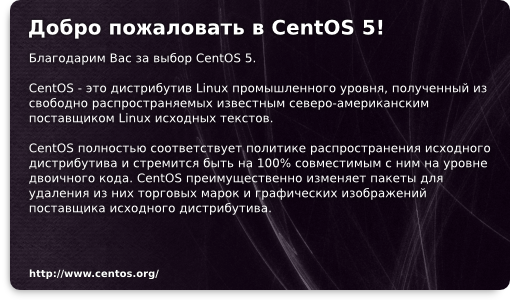 Добро пожаловать в CentOS 5!
Благодарим Вас за выбор CentOS 5.
CentOS - это дистрибутив Linux промышленного уровня, полученный из
свободно распространяемых известным северо-американским
поставщиком Linux исходных текстов.
CentOS полностью соответствует политике распространения исходного
дистрибутива и стремится быть на 100% совместимым с ним на уровне
двоичного кода. CentOS преимущественно изменяет пакеты для
удаления из них торговых марок и графических изображений
поставщика исходного дистрибутива.
http://www.centos.org/